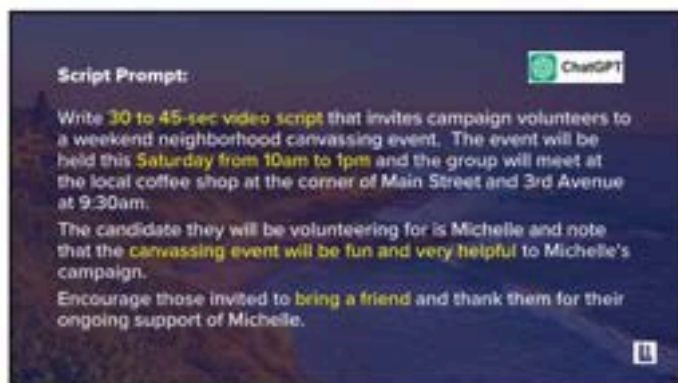 ChatGPT
Script Prompt:
Write 30 to 45-sec video script that invites campaign volunteers to
a weekend neighborhood canvassing event. The event will be
held this Saturday from 10am to 1pm and the group will meet at
the local coffee shop at the corner of Main Street and 3rd Avenue
at 9:30am.
The candidate they will be volunteering for is Michelle and note
that the canvassing event will be fun and very helpful to Michelle's
campaign.
Encourage those invited to bring a friend and thank them for their
ongoing support of Michelle.